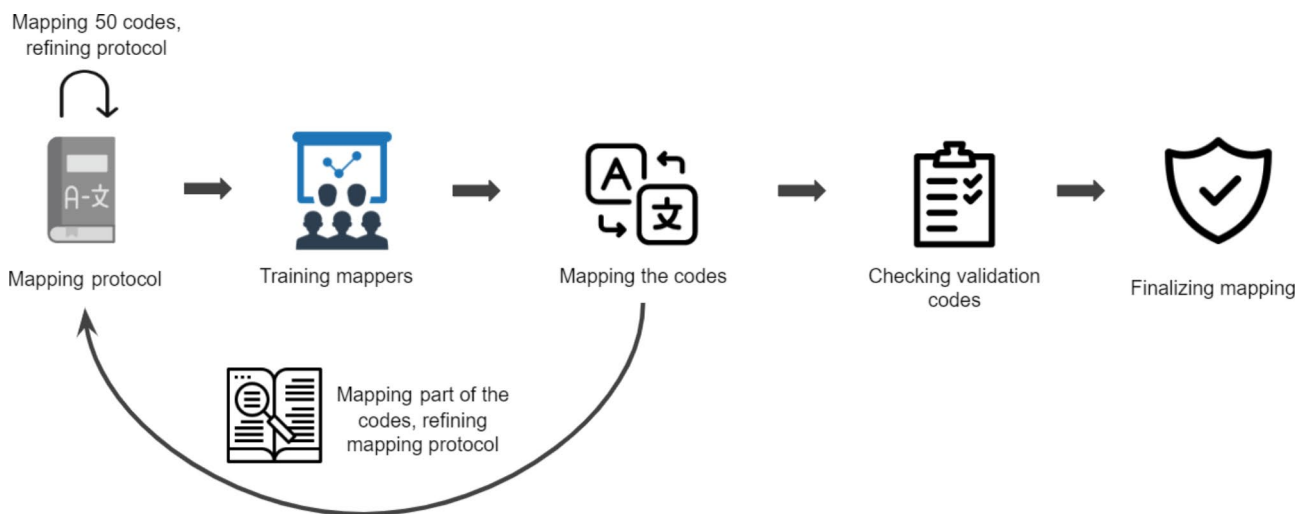 Mapping 50 codes,
refining protocol
A-文
A
文
Mapping protocol
Training mappers
Mapping the codes
Checking validation
codes
Finalizing mapping
Mapping part of the
codes, refining
mapping protocol